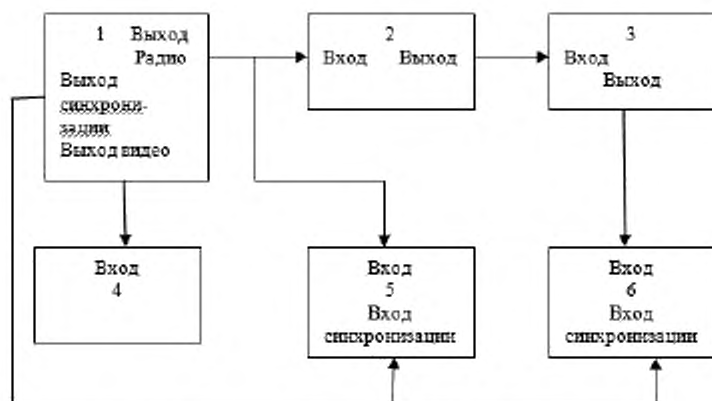 1 Выход
Радио
Выход
синхрони-
зации
Выход видео
2
Вход Выход
3
Вход
Выход
Вход
4
Вход
5
Вход
синхронизации
Вход
6
Вход
синхронизации